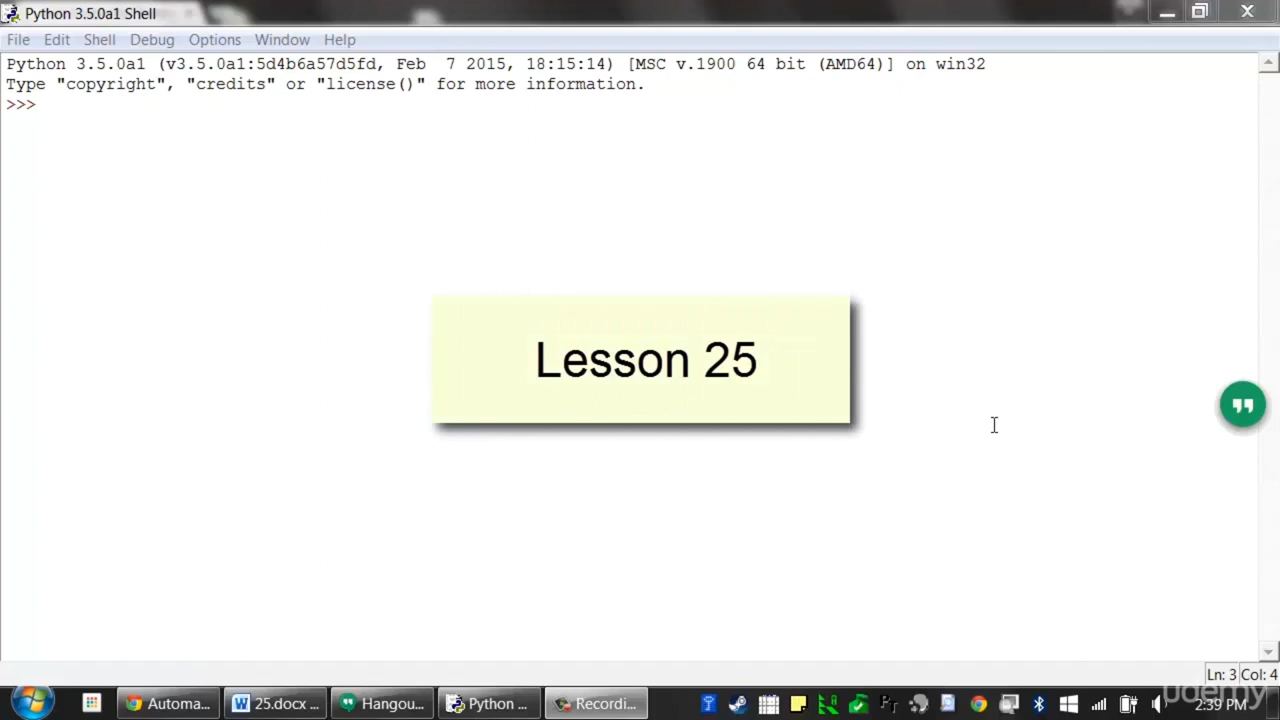 Python 3.5.0a1 Shell
File Edit Shell Debug Options Window Help
Python 3.5.0a1 (v3.5.0a1:5d4b6a57d5fd, Feb  7 2015, 18:15:14) [MSC v.1900 64 bit (AMD64)] on win32
Type "copyright", "credits" or "license()" for more information.
>>>
Lesson 25
Ln: 3 Col: 4
Automa... 25.docx ... Hangou... Python ... Recordi... 2:39 PM
udemy